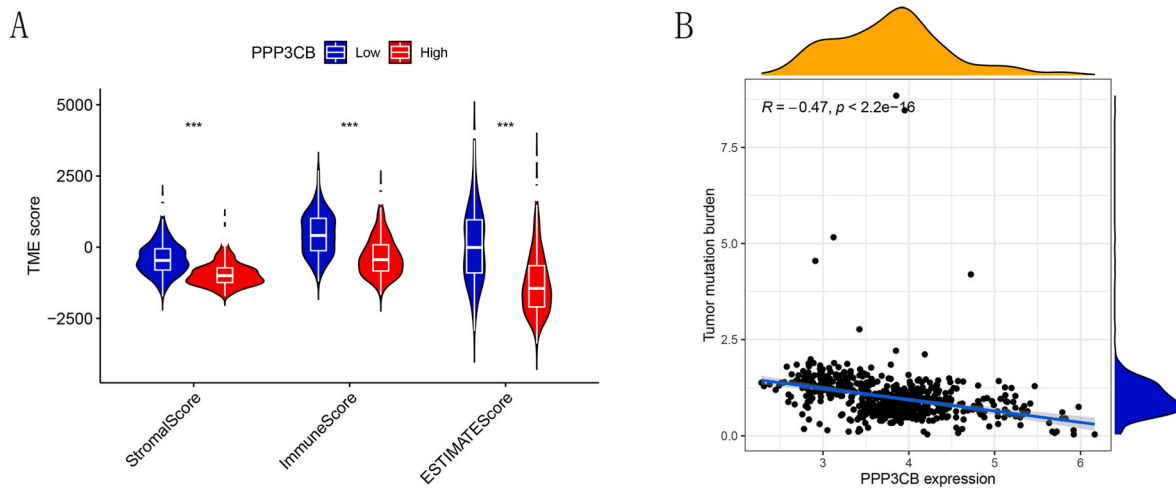 A
PPP3CB Low High
TME score
5000
2500
0
−2500
***
***
***
StromalScore
ImmuneScore
ESTIMATEScore
B
R = −0.47, p < 2.2e−16
Tumor mutation burden
7.5
5.0
2.5
0.0
3
4
5
6
PPP3CB expression